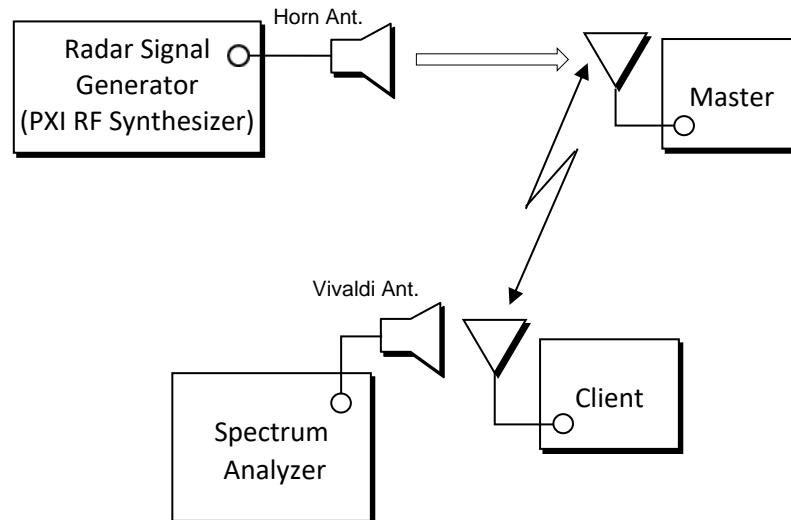 Horn Ant.
Radar Signal
Generator
(PXI RF Synthesizer)
Master
Vivaldi Ant.
Client
Spectrum
Analyzer